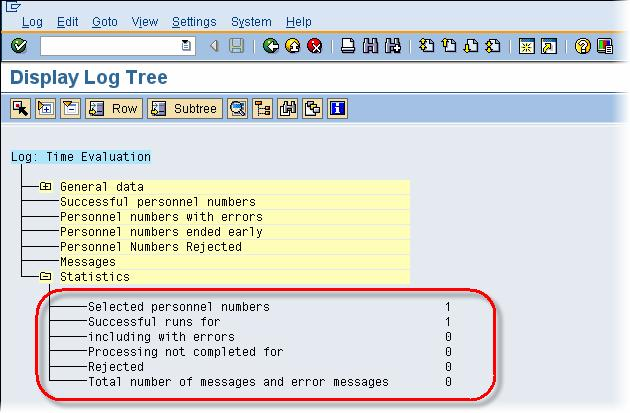 Log Edit Goto View Settings System Help
Display Log Tree
Row Subtree
Log: Time Evaluation
General data
Successful personnel numbers
Personnel numbers with errors
Personnel numbers ended early
Personnel Numbers Rejected
Messages
Statistics
Selected personnel numbers 1
Successful runs for 1
including with errors 0
Processing not completed for 0
Rejected 0
Total number of messages and error messages 0